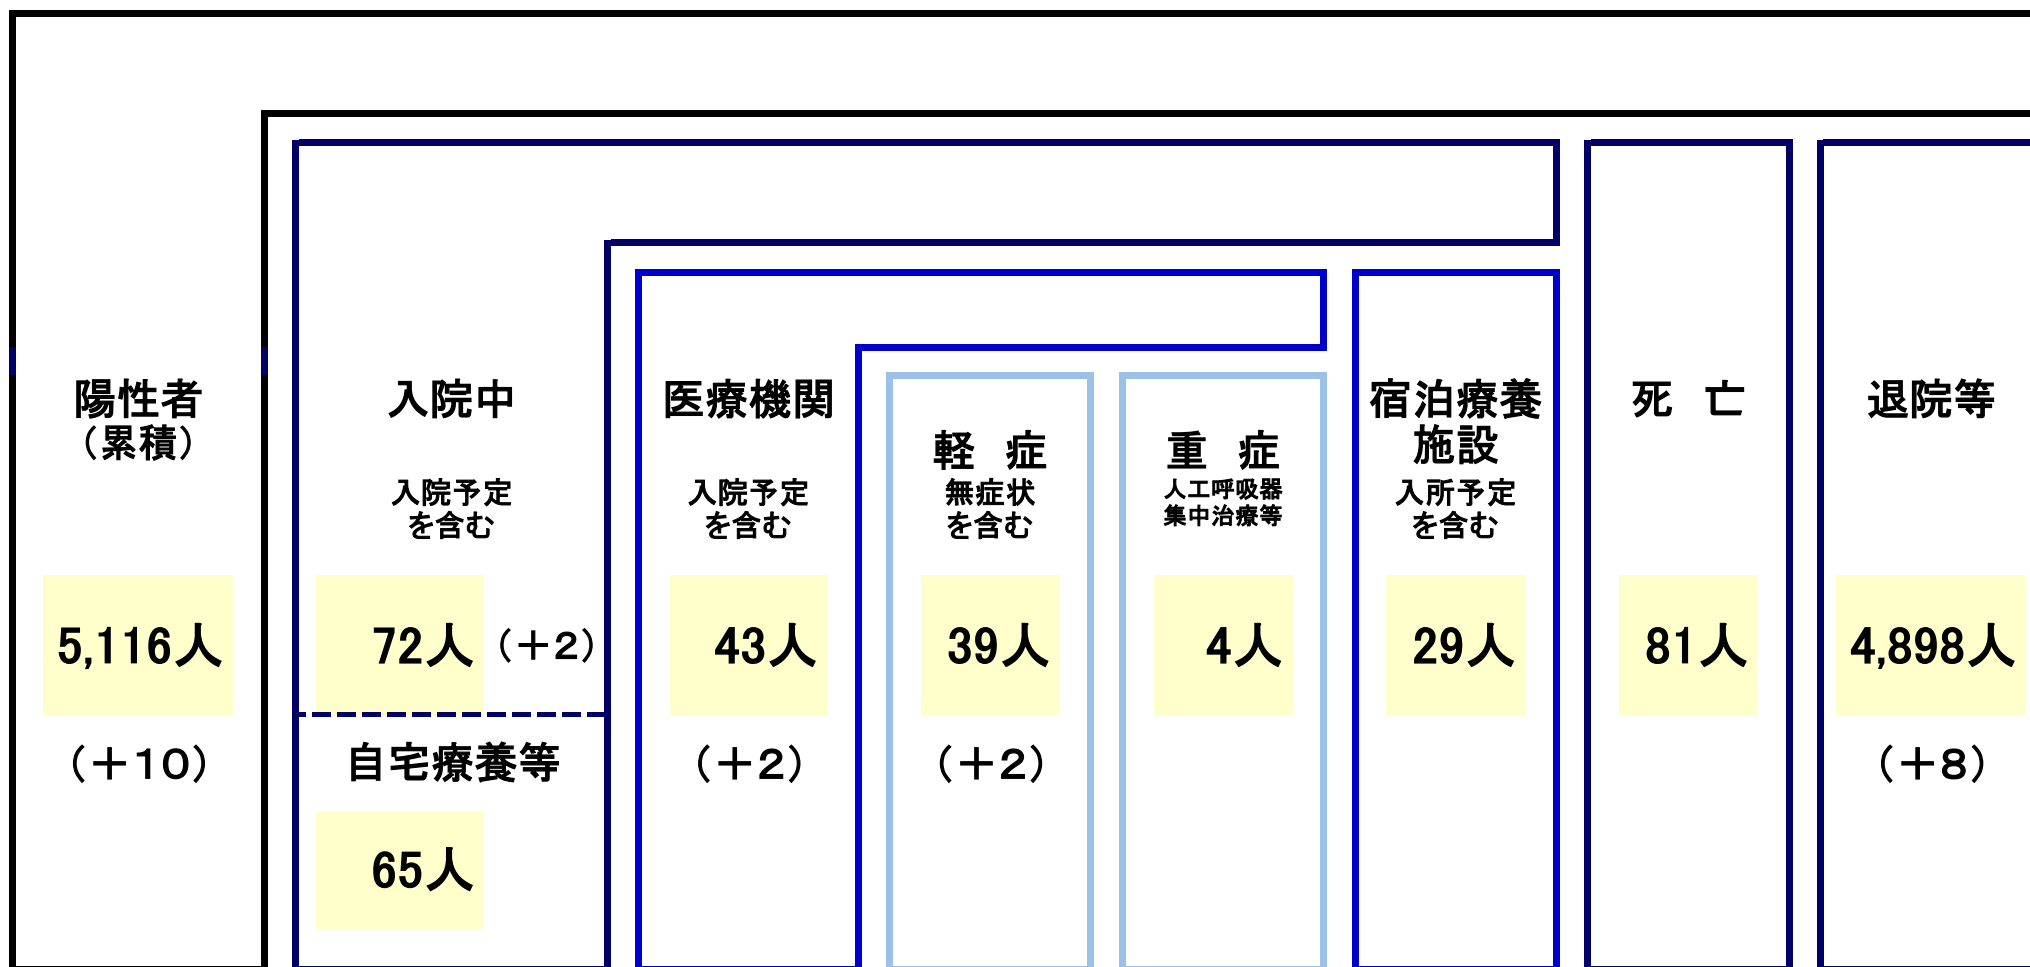 陽性者
（累積）
5,116人
（＋10）
入院中
入院予定
を含む
72人 （＋2）
自宅療養等
65人
医療機関
入院予定
を含む
43人
（＋2）
軽　症
無症状
を含む
39人
（＋2）
重　症
人工呼吸器
集中治療等
4人
宿泊療養
施設
入所予定
を含む
29人
死　亡
81人
退院等
4,898人
（＋8）